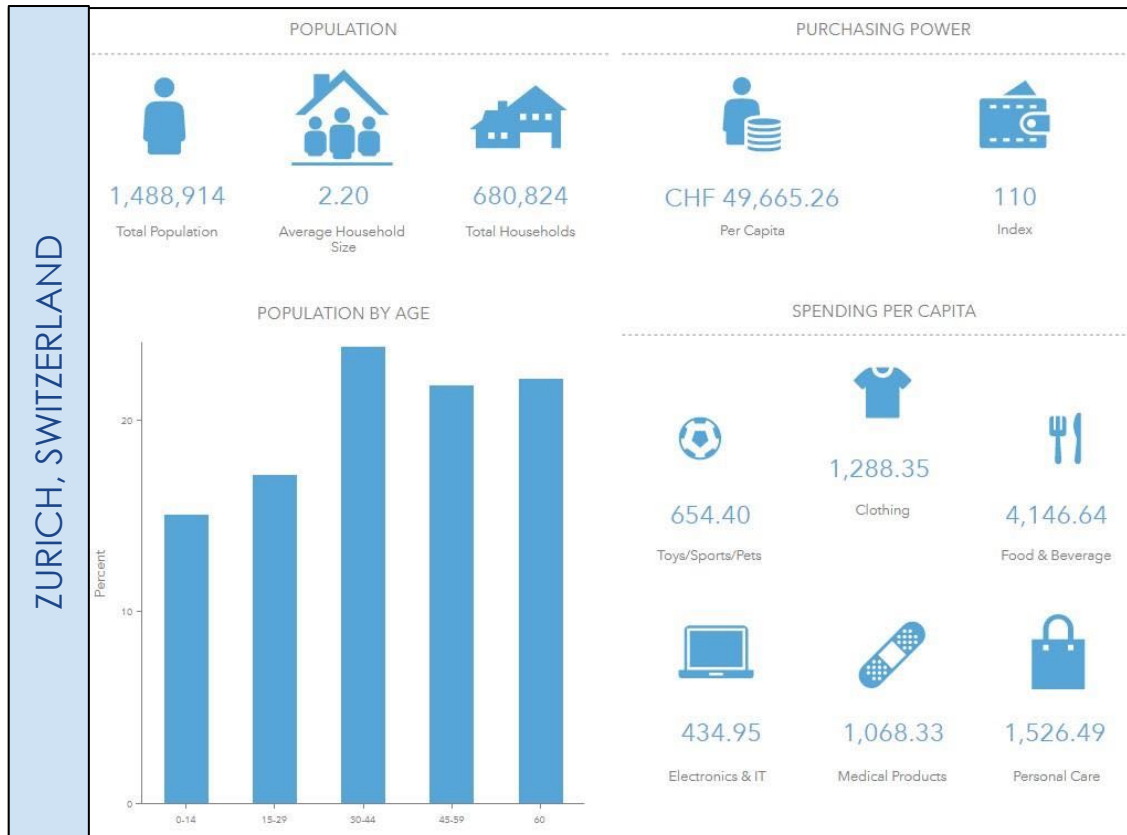 ZURICH, SWITZERLAND
POPULATION
1,488,914
Total Population
2.20
Average Household
Size
680,824
Total Households
PURCHASING POWER
CHF 49,665.26
Per Capita
110
Index
POPULATION BY AGE
Percent
20
10
0
0-14
15-29
30-44
45-59
60
SPENDING PER CAPITA
654.40
Toys/Sports/Pets
1,288.35
Clothing
4,146.64
Food & Beverage
434.95
Electronics & IT
1,068.33
Medical Products
1,526.49
Personal Care